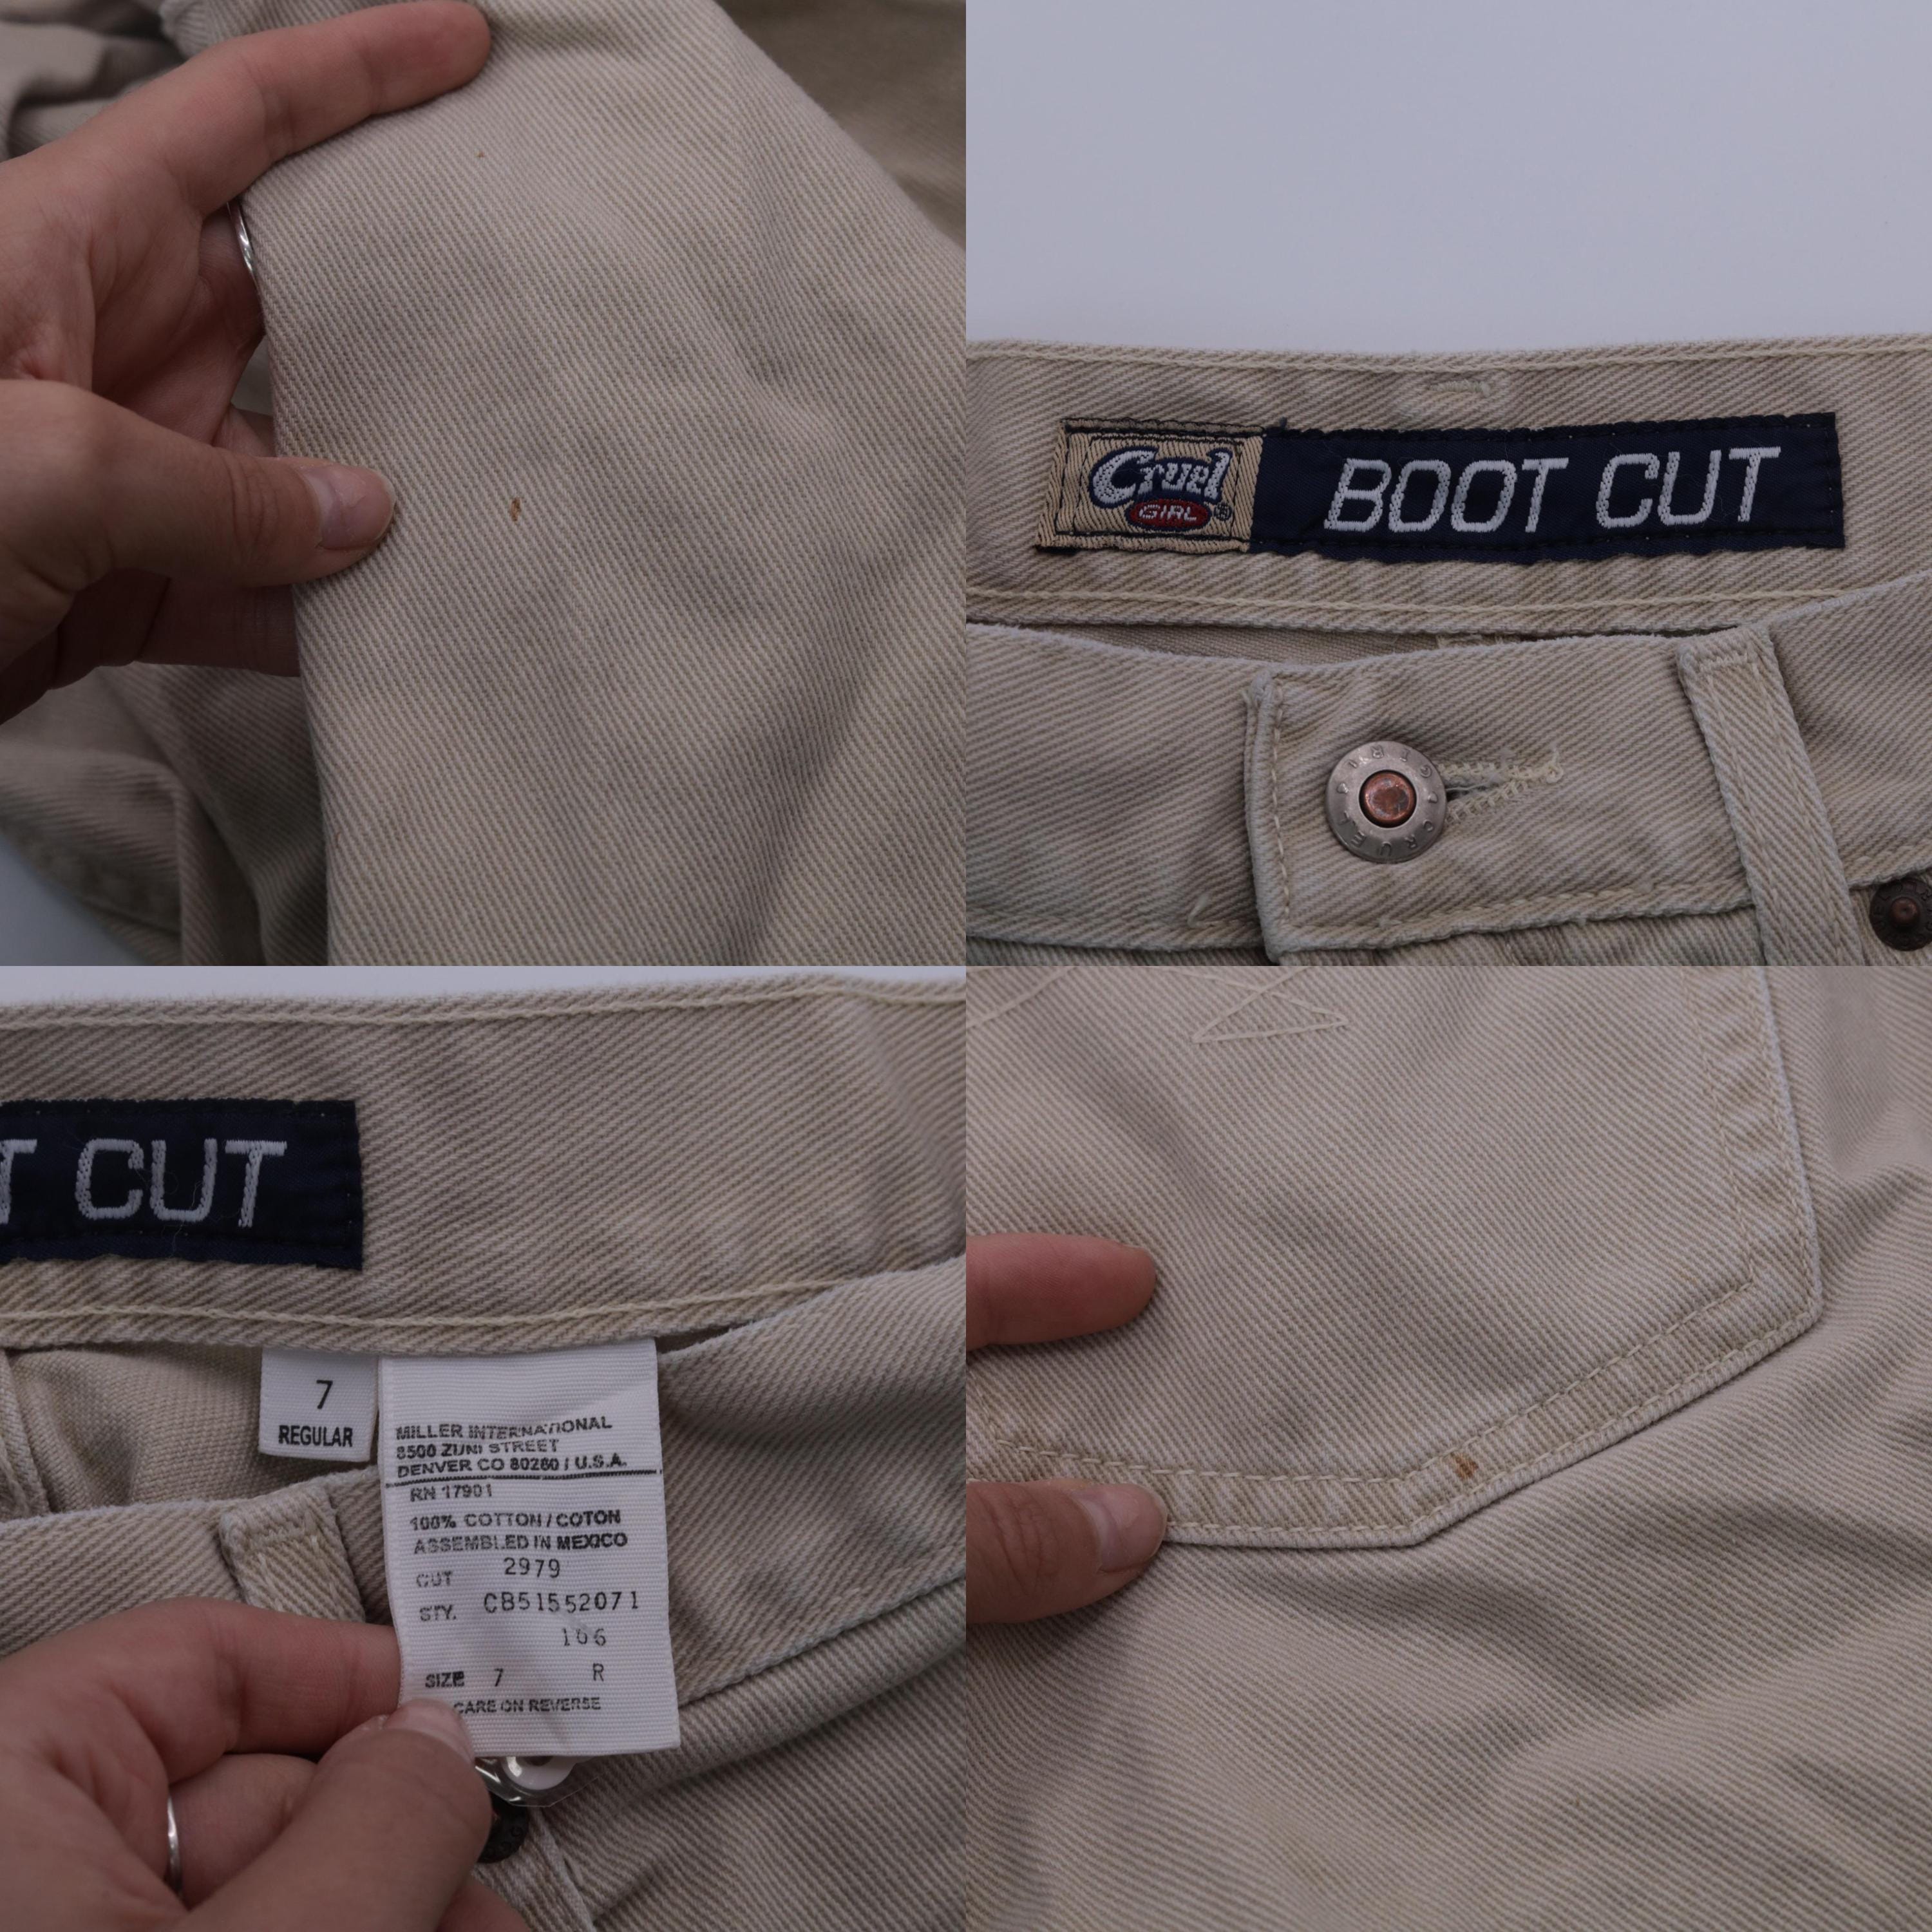 Cruel
GIRL ®
BOOT CUT
CRUEL GIRL
T CUT
7
REGULAR
MILLER INTERNATIONAL
8500 ZUNI STREET
DENVER CO 80260 / U.S.A.
RN 17901
100% COTTON / COTON
ASSEMBLED IN MEXICO
CUT 2979
STY. CB51552071
106
SIZE 7 R
CARE ON REVERSE